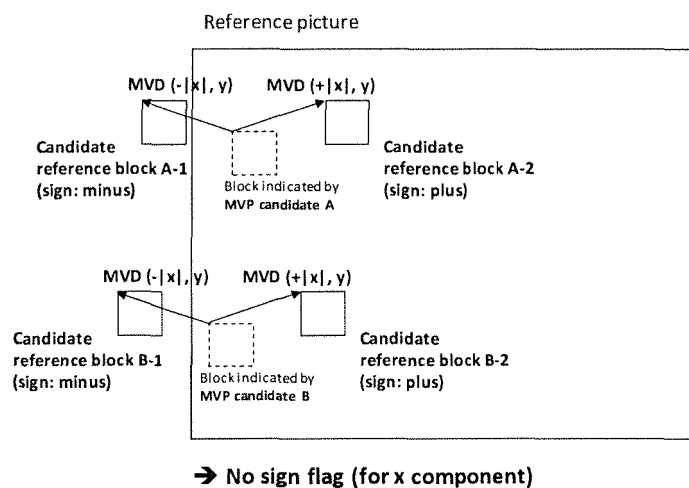 Reference picture
MVD (-|x|, y) MVD (+|x|, y)
Candidate
reference block A-1
(sign: minus)
Block indicated by
MVP candidate A
Candidate
reference block A-2
(sign: plus)
MVD (-|x|, y) MVD (+|x|, y)
Candidate
reference block B-1
(sign: minus)
Block indicated by
MVP candidate B
Candidate
reference block B-2
(sign: plus)
➔ No sign flag (for x component)